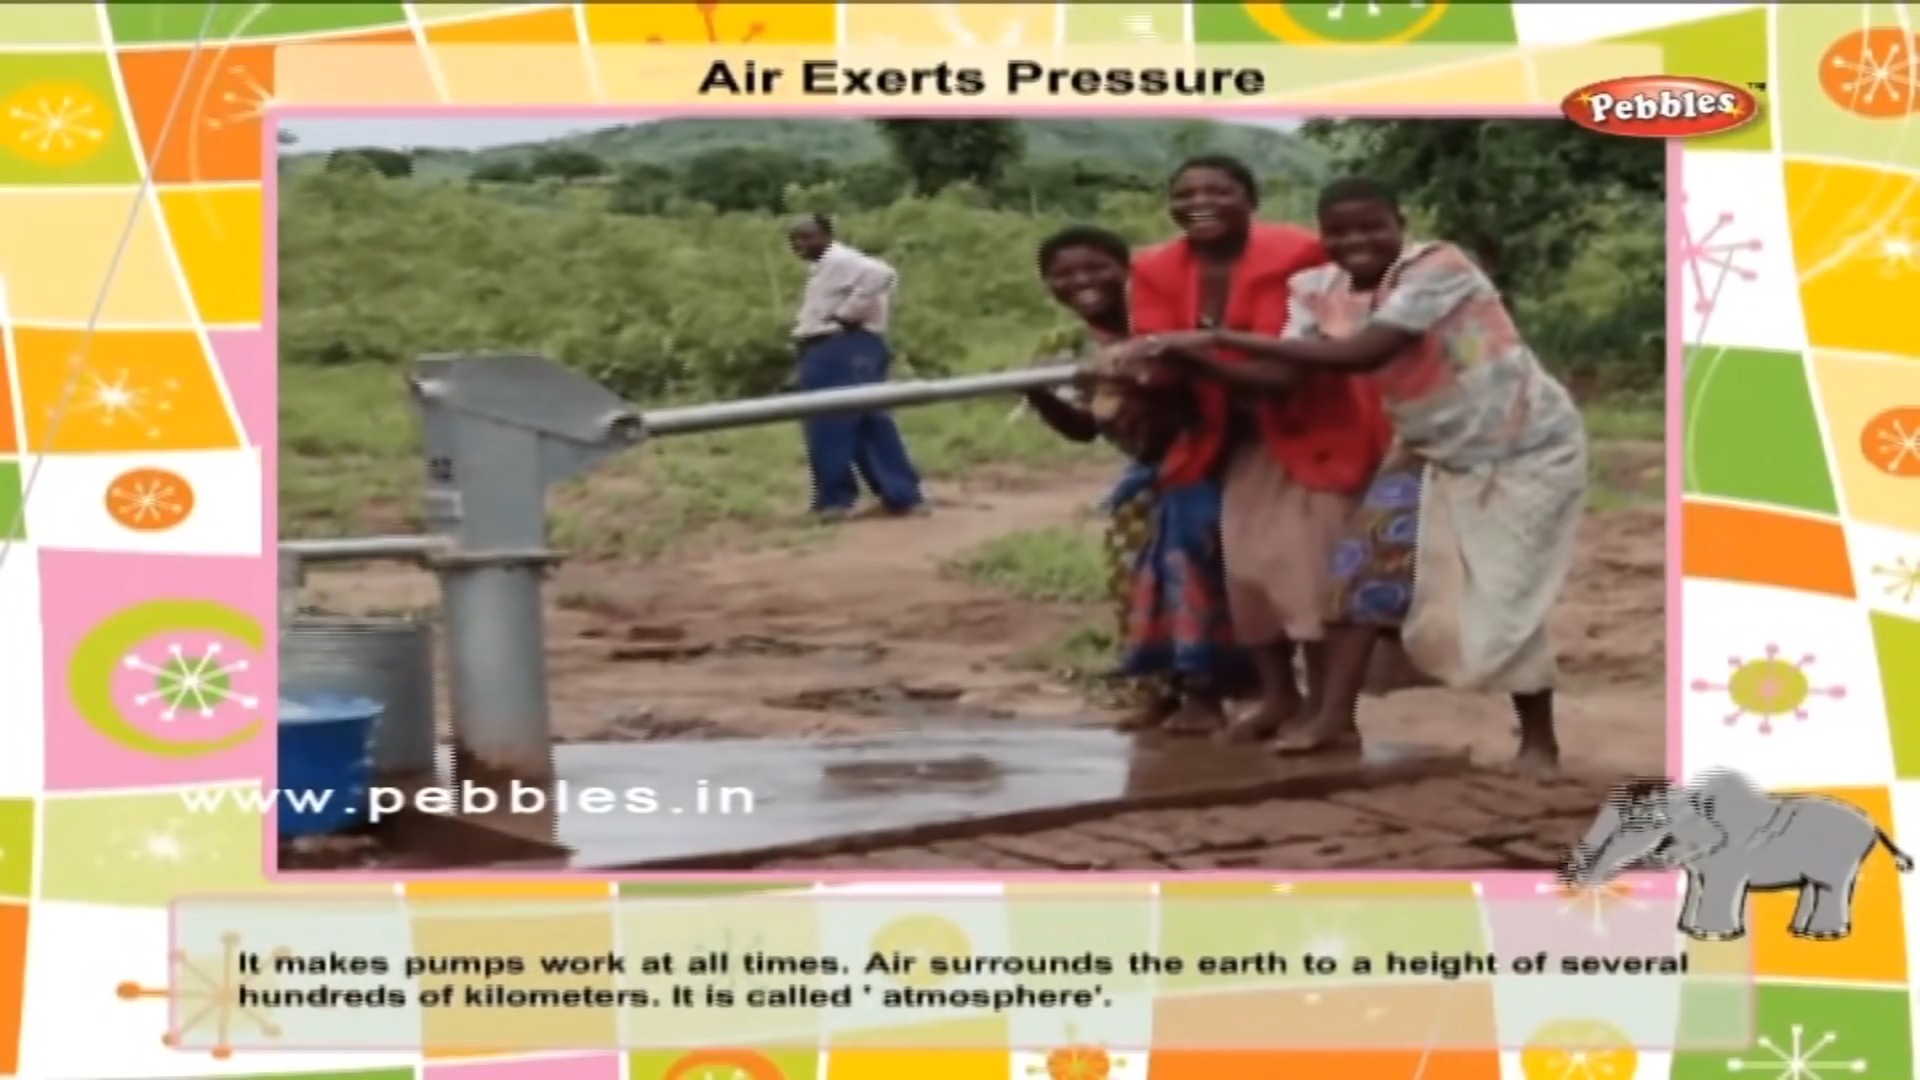 Air Exerts Pressure
Pebbles™
www.pebbles.in
It makes pumps work at all times. Air surrounds the earth to a height of several
hundreds of kilometers. It is called ' atmosphere'.